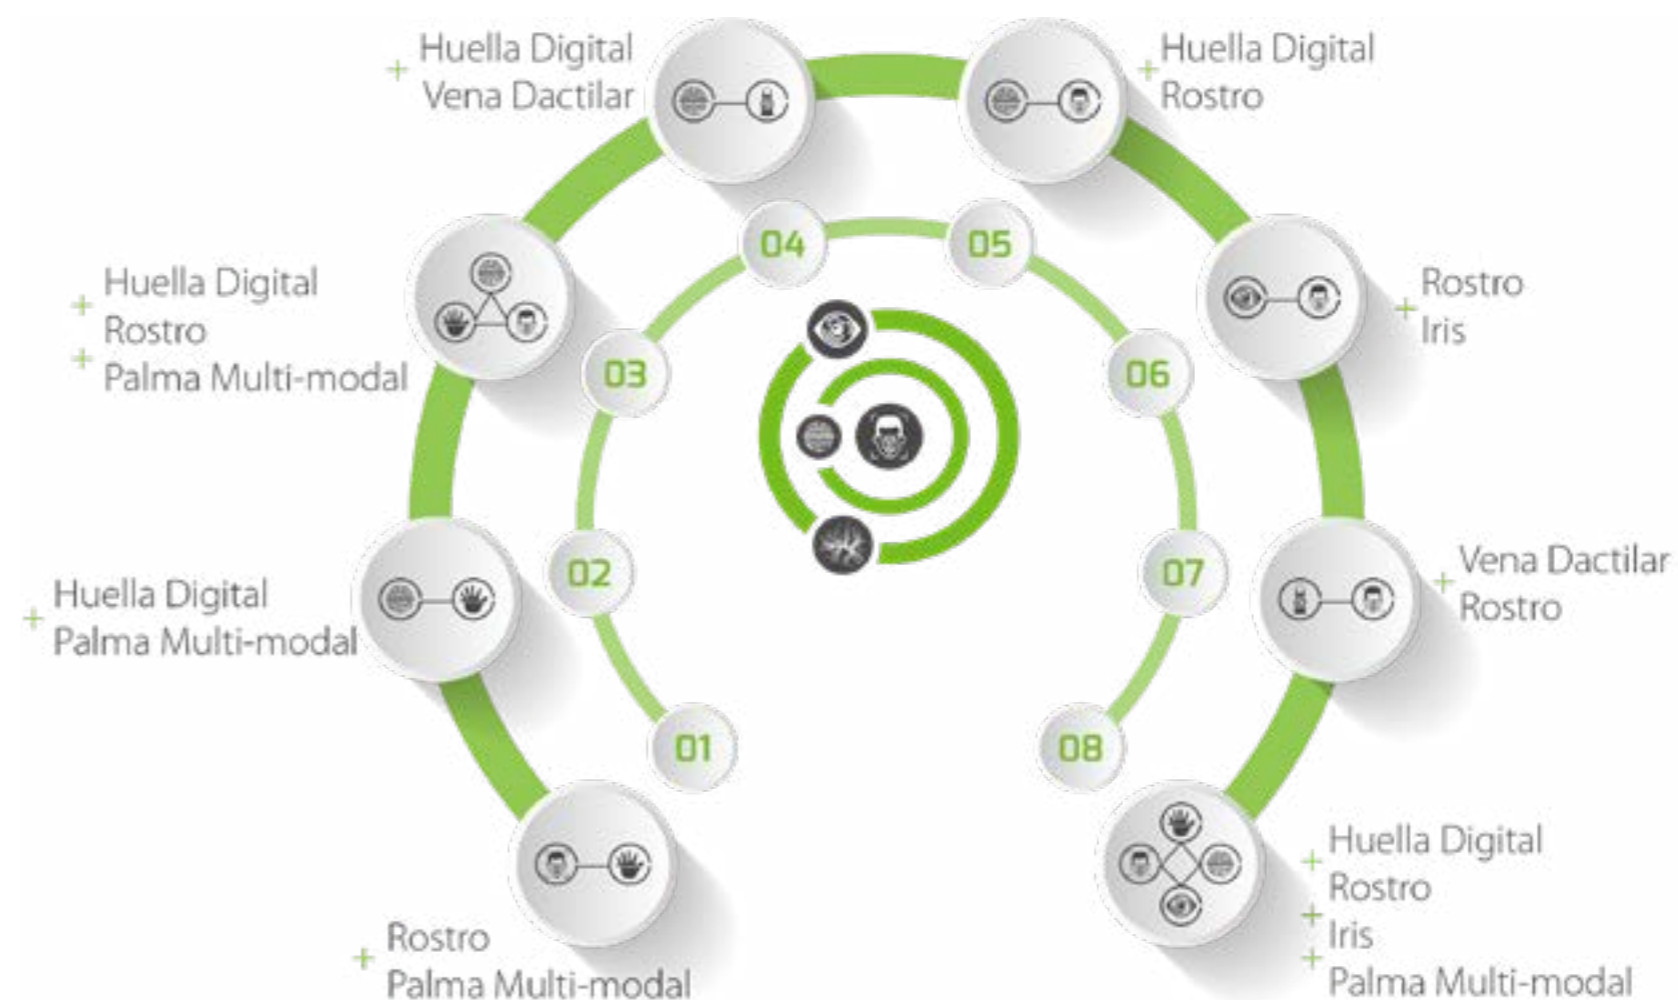 Huella Digital
+
Vena Dactilar
Huella Digital
+
Rostro
04
05
Huella Digital
+
Rostro
+
Palma Multi-modal
Rostro
+
Iris
03
06
Huella Digital
+
Palma Multi-modal
02
07
Vena Dactilar
+
Rostro
01
08
Rostro
+
Palma Multi-modal
Huella Digital
+
Rostro
+
Iris
+
Palma Multi-modal